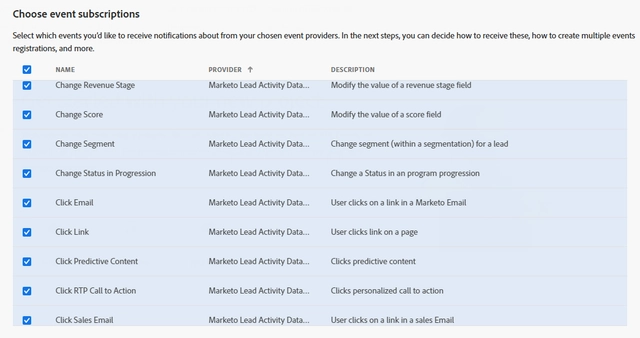 Choose event subscriptions
Select which events you'd like to receive notifications about from your chosen event providers. In the next steps, you can decide how to receive these, how to create multiple events
registrations, and more.
NAME PROVIDER ↑ DESCRIPTION
Change Revenue Stage Marketo Lead Activity Data... Modify the value of a revenue stage field
Change Score Marketo Lead Activity Data... Modify the value of a score field
Change Segment Marketo Lead Activity Data... Change segment (within a segmentation) for a lead
Change Status in Progression Marketo Lead Activity Data... Change a Status in an program progression
Click Email Marketo Lead Activity Data... User clicks on a link in a Marketo Email
Click Link Marketo Lead Activity Data... User clicks link on a page
Click Predictive Content Marketo Lead Activity Data... Clicks predictive content
Click RTP Call to Action Marketo Lead Activity Data... Clicks personalized call to action
Click Sales Email Marketo Lead Activity Data... User clicks on a link in a sales Email